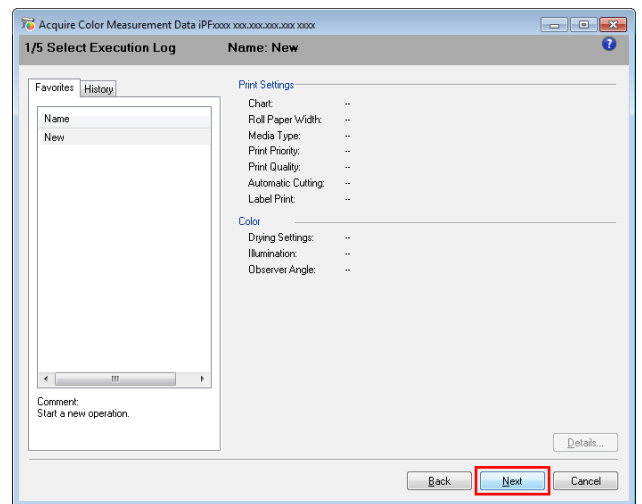 Acquire Color Measurement Data iPFxxxx xxx.xxx.xxx.xxx xxxx
1/5 Select Execution Log Name: New
Favorites History
Name
New
Comment:
Start a new operation.
Print Settings
Chart: --
Roll Paper Width: --
Media Type: --
Print Priority: --
Print Quality: --
Automatic Cutting: --
Label Print: --
Color
Drying Settings: --
Illumination: --
Observer Angle: --
Details...
Back Next Cancel